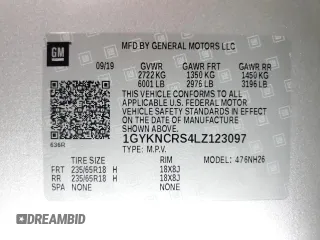 GM
MFD BY GENERAL MOTORS LLC
09/19 GVWR GAWR FRT GAWR RR
2722 KG 1350 KG 1450 KG
6001 LB 2976 LB 3196 LB
THIS VEHICLE CONFORMS TO ALL
APPLICABLE U.S. FEDERAL MOTOR
VEHICLE SAFETY STANDARDS IN EFFECT
ON THE DATE OF MANUFACTURE
SHOWN ABOVE.
1GYKNCRS4LZ123097
TYPE: M.P.V. MODEL: 476NH26
TIRE SIZE RIM
FRT 235/65R18 H 18X8J
RR 235/65R18 H 18X8J
SPA NONE NONE
DREAMBID